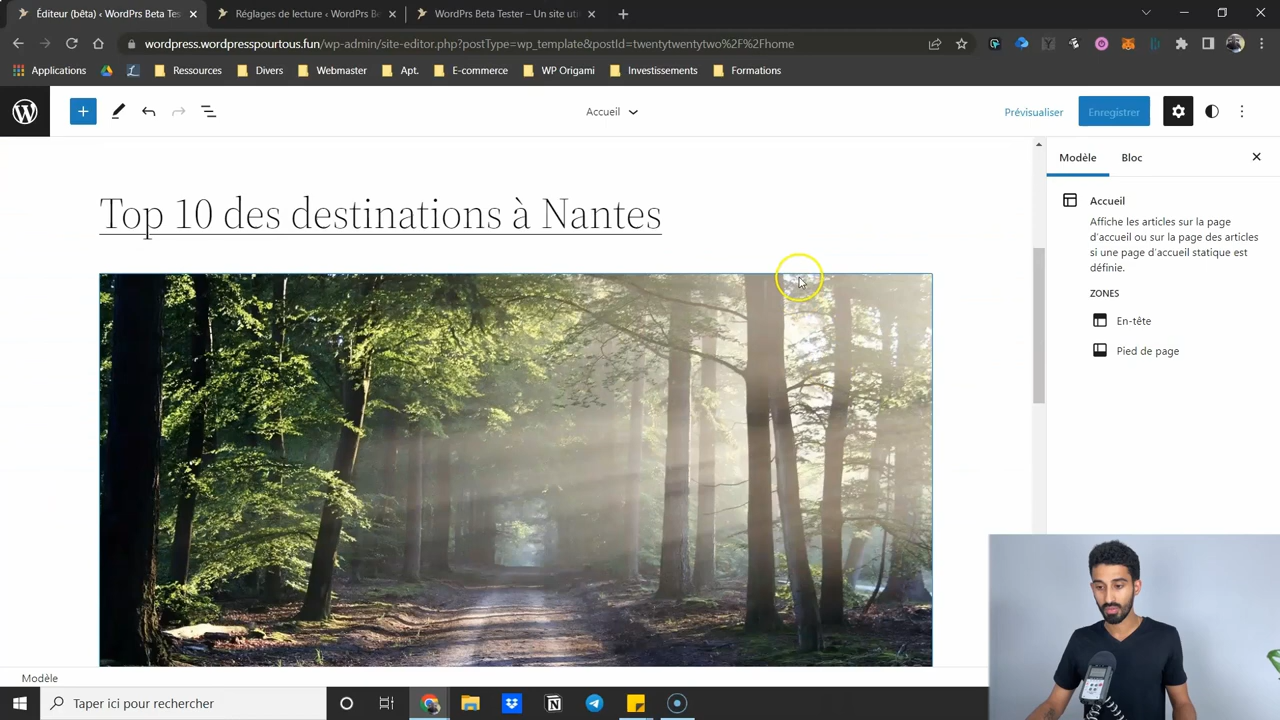 Éditeur (bêta) ‹ WordPrs Beta Tes
Réglages de lecture ‹ WordPrs B
WordPrs Beta Tester – Un site uti
wordpress.wordpresspourtous.fun/wp-admin/site-editor.php?postType=wp_template&postId=twentytwentytwo%2F%2Fhome
Applications
Ressources
Divers
Webmaster
Apt.
E-commerce
WP Origami
Investissements
Formations
Accueil
Prévisualiser
Enregistrer
Top 10 des destinations à Nantes
Modèle
Bloc
Accueil
Affiche les articles sur la page
d'accueil ou sur la page des articles
si une page d'accueil statique est
définie.
ZONES
En-tête
Pied de page
Modèle
Taper ici pour rechercher